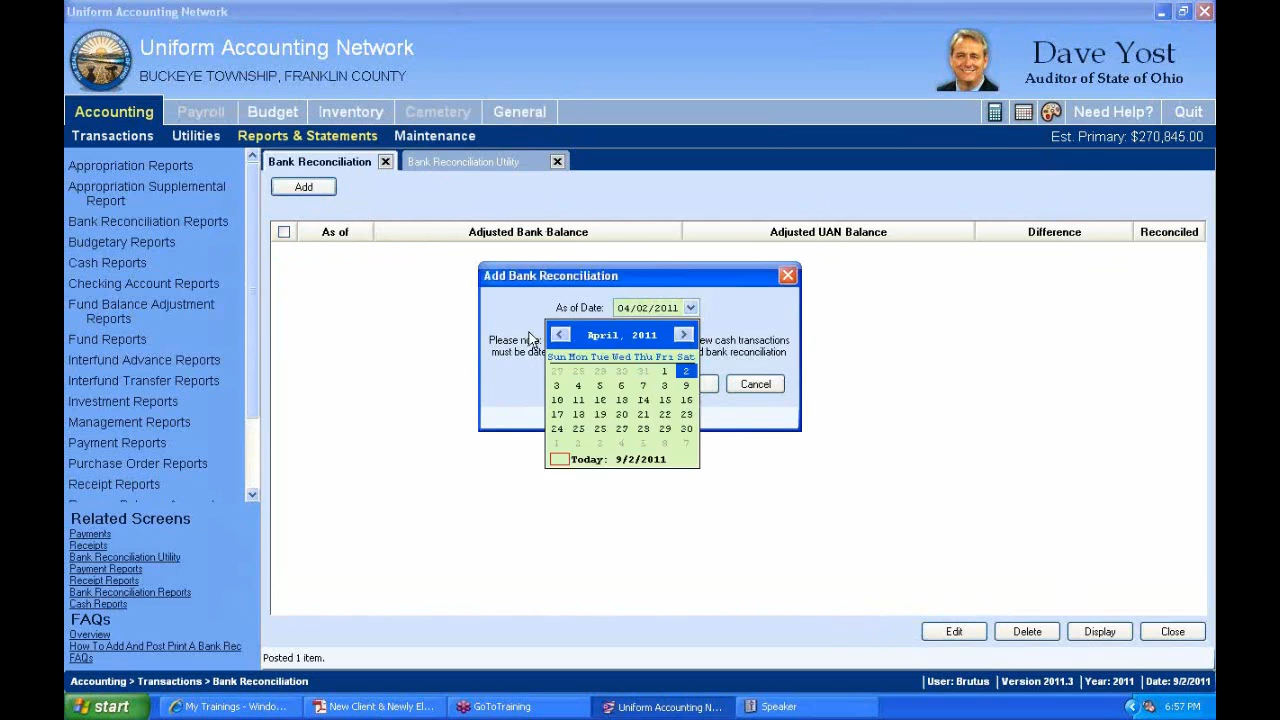 Uniform Accounting Network
Uniform Accounting Network
BUCKEYE TOWNSHIP, FRANKLIN COUNTY
Dave Yost
Auditor of State of Ohio
Accounting Payroll Budget Inventory Cemetery General Need Help? Quit
Transactions Utilities Reports & Statements Maintenance Est. Primary: $270,845.00
Appropriation Reports
Appropriation Supplemental
Report
Bank Reconciliation Reports
Budgetary Reports
Cash Reports
Checking Account Reports
Fund Balance Adjustment
Reports
Fund Reports
Interfund Advance Reports
Interfund Transfer Reports
Investment Reports
Management Reports
Payment Reports
Purchase Order Reports
Receipt Reports
Related Screens
Payments
Receipts
Bank Reconciliation Utility
Payment Reports
Receipt Reports
Bank Reconciliation Reports
Cash Reports
FAQs
Overview
How To Add And Post Print A Bank Rec
FAQs
Bank Reconciliation Bank Reconciliation Utility
Add
As of Adjusted Bank Balance Adjusted UAN Balance Difference Reconciled
Add Bank Reconciliation
As of Date: 04/02/2011
Please note: ew cash transactions
must be date d bank reconciliation
Cancel
April, 2011
Sun Mon Tue Wed Thu Fri Sat
27 28 29 30 31 1 2
3 4 5 6 7 8 9
10 11 12 13 14 15 16
17 18 19 20 21 22 23
24 25 26 27 28 29 30
1 2 3 4 5 6 7
Today: 9/2/2011
Edit Delete Display Close
Posted 1 item.
Accounting > Transactions > Bank Reconciliation User: Brutus Version 2011.3 Year: 2011 Date: 9/2/2011
start My Trainings - Windo... New Client & Newly El... GoToTraining Uniform Accounting N... Speaker 6:57 PM